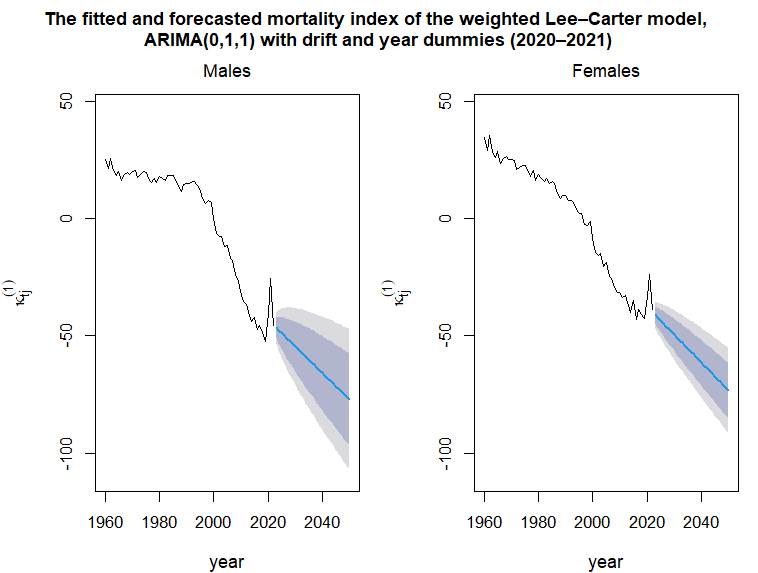 The fitted and forecasted mortality index of the weighted Lee–Carter model,
ARIMA(0,1,1) with drift and year dummies (2020–2021)
Males
Females
50
0
-50
-100
κtj(1)
1960 1980 2000 2020 2040
year
50
0
-50
-100
κtj(1)
1960 1980 2000 2020 2040
year